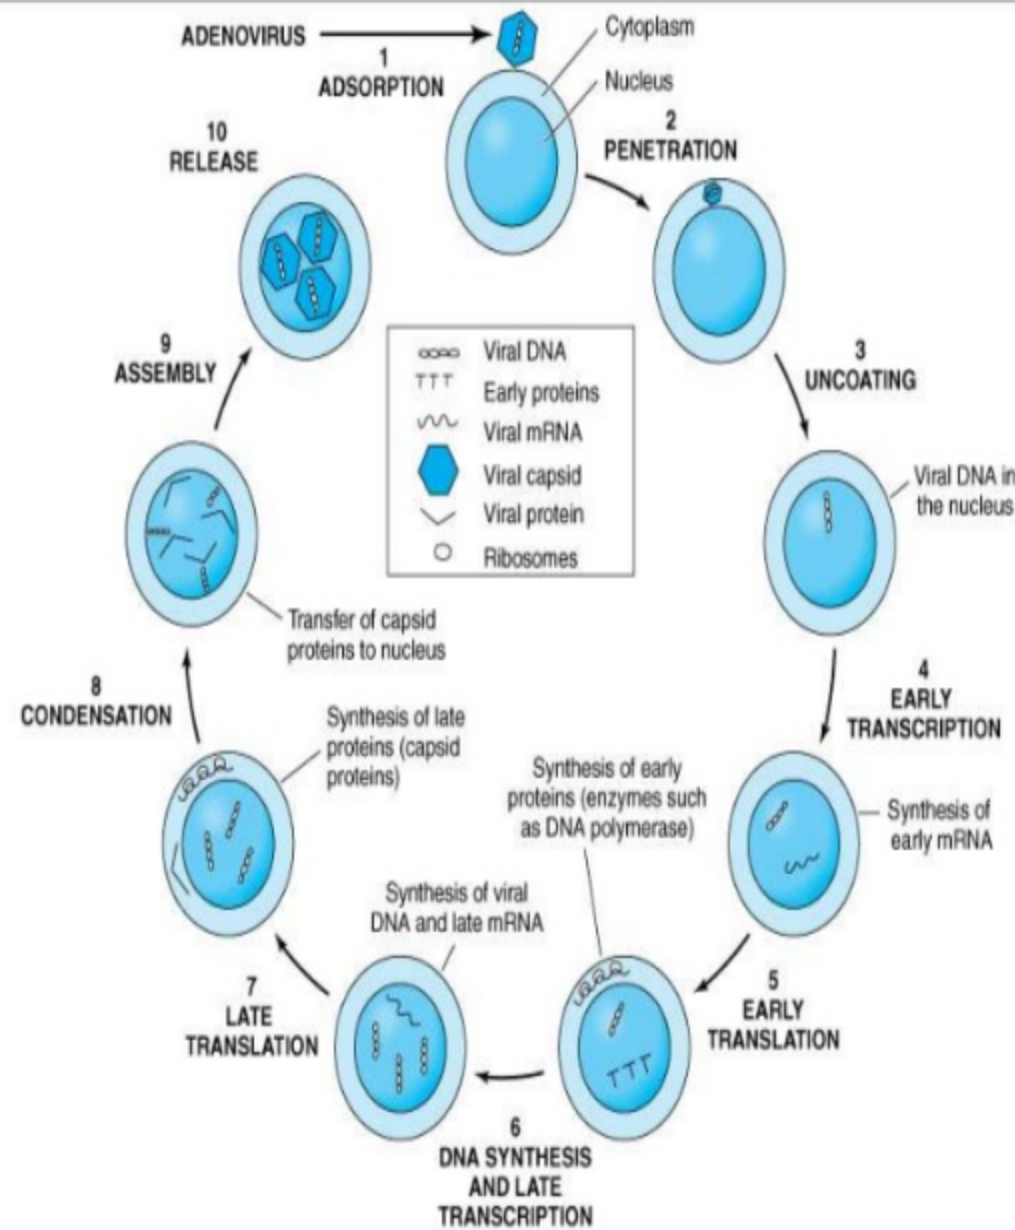 ADENOVIRUS
1
ADSORPTION
Cytoplasm
Nucleus
2
PENETRATION
3
UNCOATING
Viral DNA in
the nucleus
4
EARLY
TRANSCRIPTION
Synthesis of
early mRNA
5
EARLY
TRANSLATION
Synthesis of early
proteins (enzymes such
as DNA polymerase)
6
DNA SYNTHESIS
AND LATE
TRANSCRIPTION
Synthesis of viral
DNA and late mRNA
7
LATE
TRANSLATION
Synthesis of late
proteins (capsid
proteins)
8
CONDENSATION
Transfer of capsid
proteins to nucleus
9
ASSEMBLY
10
RELEASE
Viral DNA
Early proteins
Viral mRNA
Viral capsid
Viral protein
Ribosomes